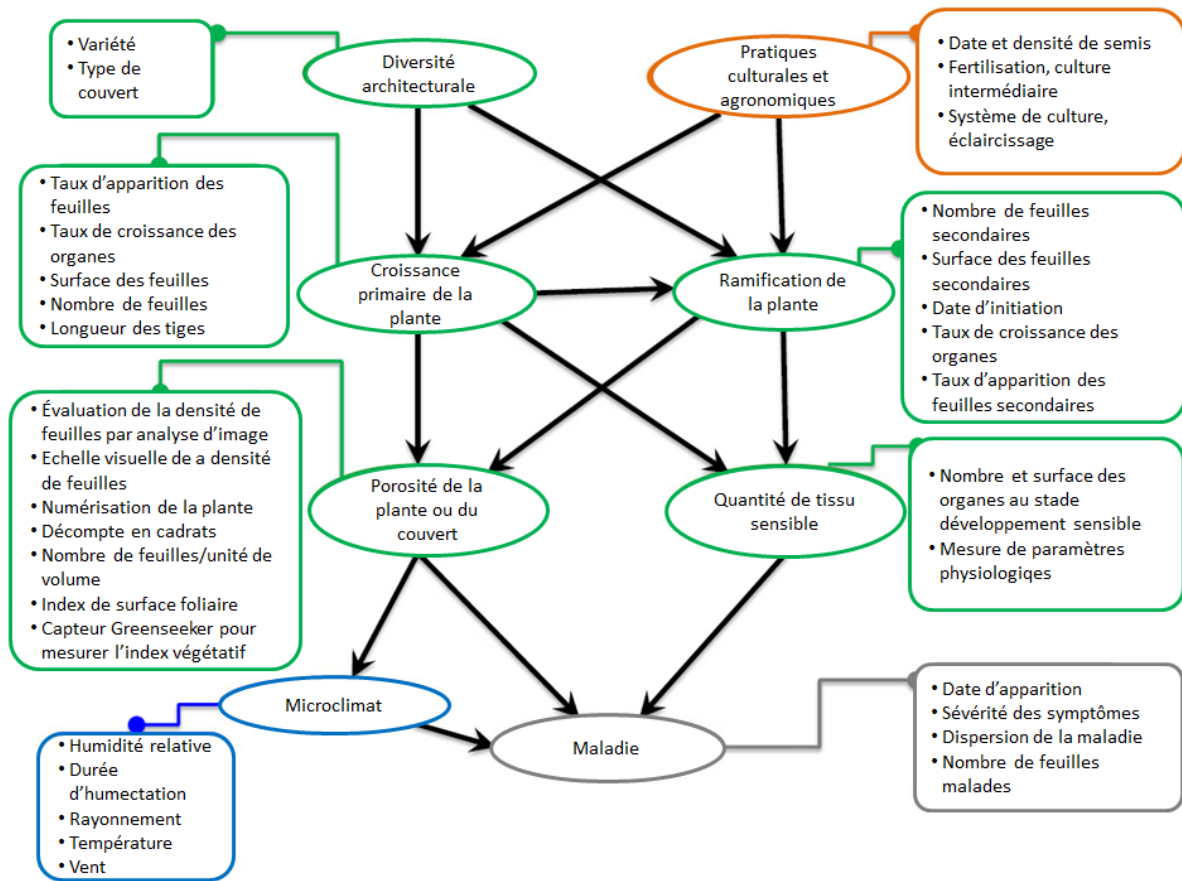 • Variété
• Type de
couvert
Diversité
architecturale
Pratiques
culturales et
agronomiques
• Date et densité de semis
• Fertilisation, culture
intermédiaire
• Système de culture,
éclaircissage
• Taux d'apparition des
feuilles
• Taux de croissance des
organes
• Surface des feuilles
• Nombre de feuilles
• Longueur des tiges
Croissance
primaire de la
plante
Ramification de
la plante
• Nombre de feuilles
secondaires
• Surface des feuilles
secondaires
• Date d'initiation
• Taux de croissance des
organes
• Taux d'apparition des
feuilles secondaires
• Évaluation de la densité de
feuilles par analyse d'image
• Echelle visuelle de a densité
de feuilles
• Numérisation de la plante
• Décompte en cadrats
• Nombre de feuilles/unité de
volume
• Index de surface foliaire
• Capteur Greenseeker pour
mesurer l'index végétatif
Porosité de la
plante ou du
couvert
Quantité de tissu
sensible
• Nombre et surface des
organes au stade
développement sensible
• Mesure de paramètres
physiologiqes
Microclimat
Maladie
• Date d'apparition
• Sévérité des symptômes
• Dispersion de la maladie
• Nombre de feuilles
malades
• Humidité relative
• Durée
d'humectation
• Rayonnement
• Température
• Vent